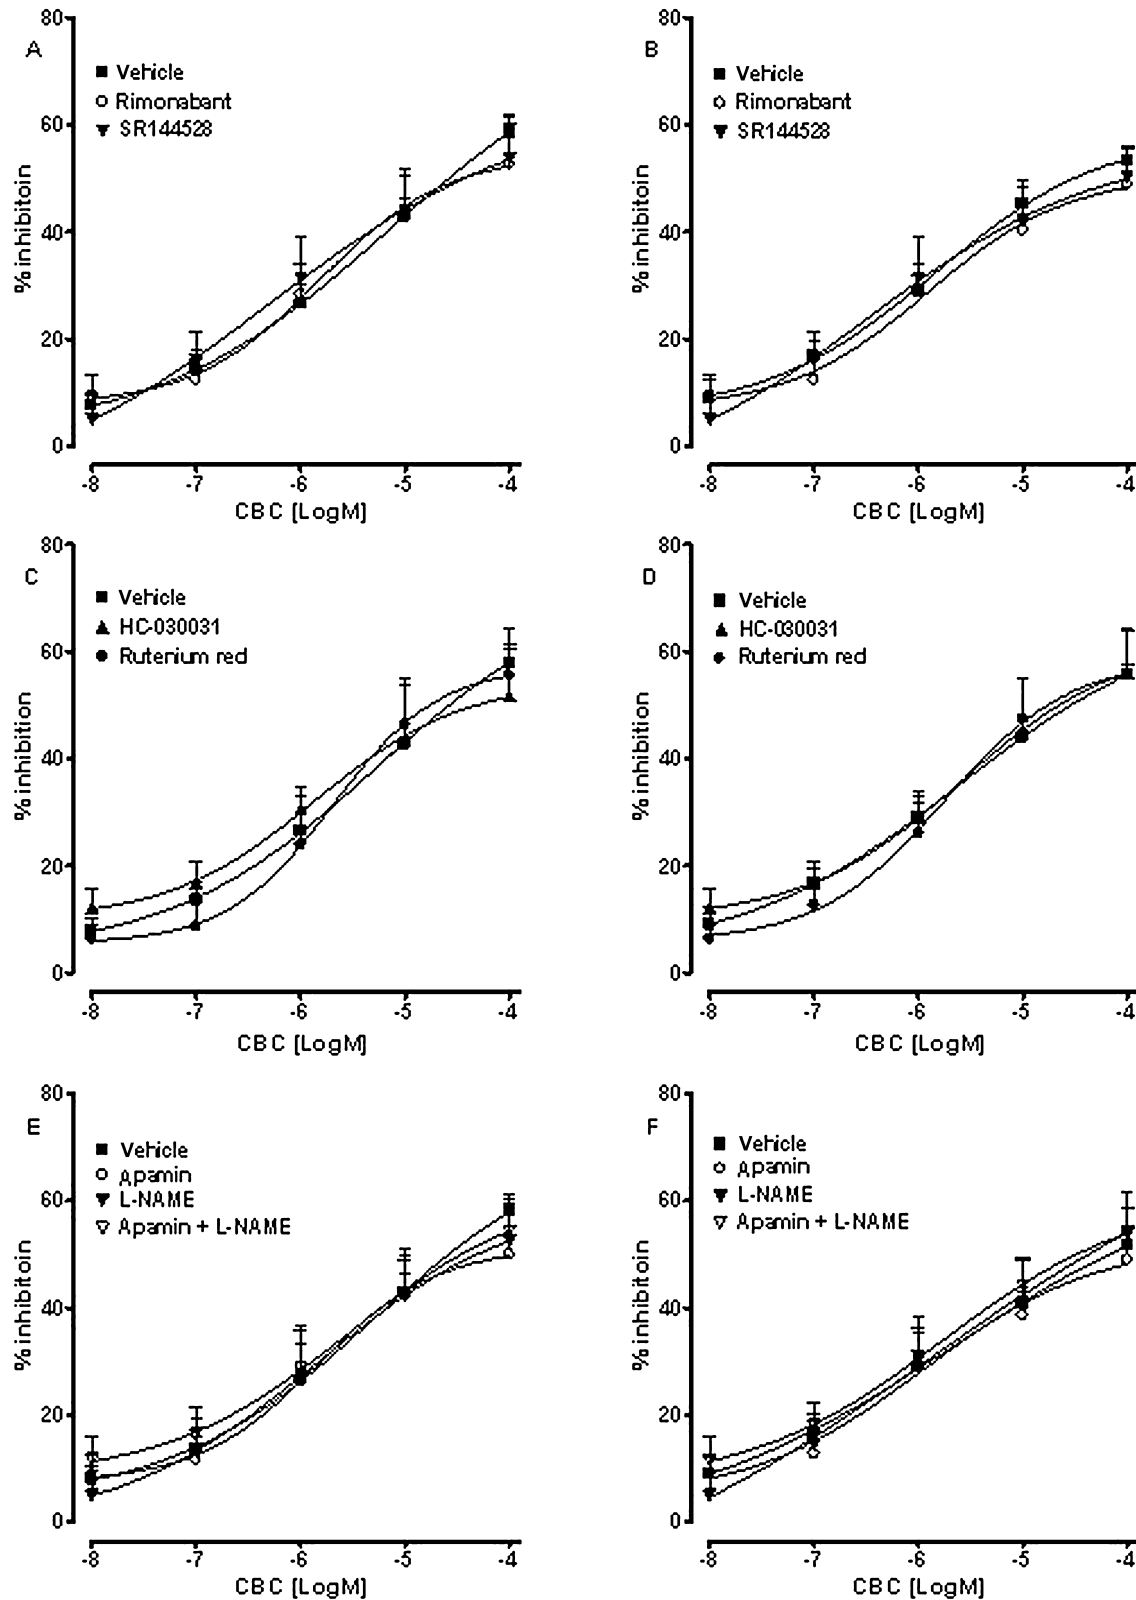 A
80
60
40
20
0
% inhibitoin
Vehicle
Rimonabant
SR144528
-8 -7 -6 -5 -4
CBC [LogM]
B
80
60
40
20
0
% inhibitoin
Vehicle
Rimonabant
SR144528
-8 -7 -6 -5 -4
CBC [LogM]
C
80
60
40
20
0
% inhibition
Vehicle
HC-030031
Rutenium red
-8 -7 -6 -5 -4
CBC [LogM]
D
80
60
40
20
0
% inhibition
Vehicle
HC-030031
Rutenium red
-8 -7 -6 -5 -4
CBC [LogM]
E
80
60
40
20
0
% inhibitoin
Vehicle
Apamin
L-NAME
Apamin + L-NAME
-8 -7 -6 -5 -4
CBC [LogM]
F
80
60
40
20
0
% inhibitoin
Vehicle
Apamin
L-NAME
Apamin + L-NAME
-8 -7 -6 -5 -4
CBC [LogM]